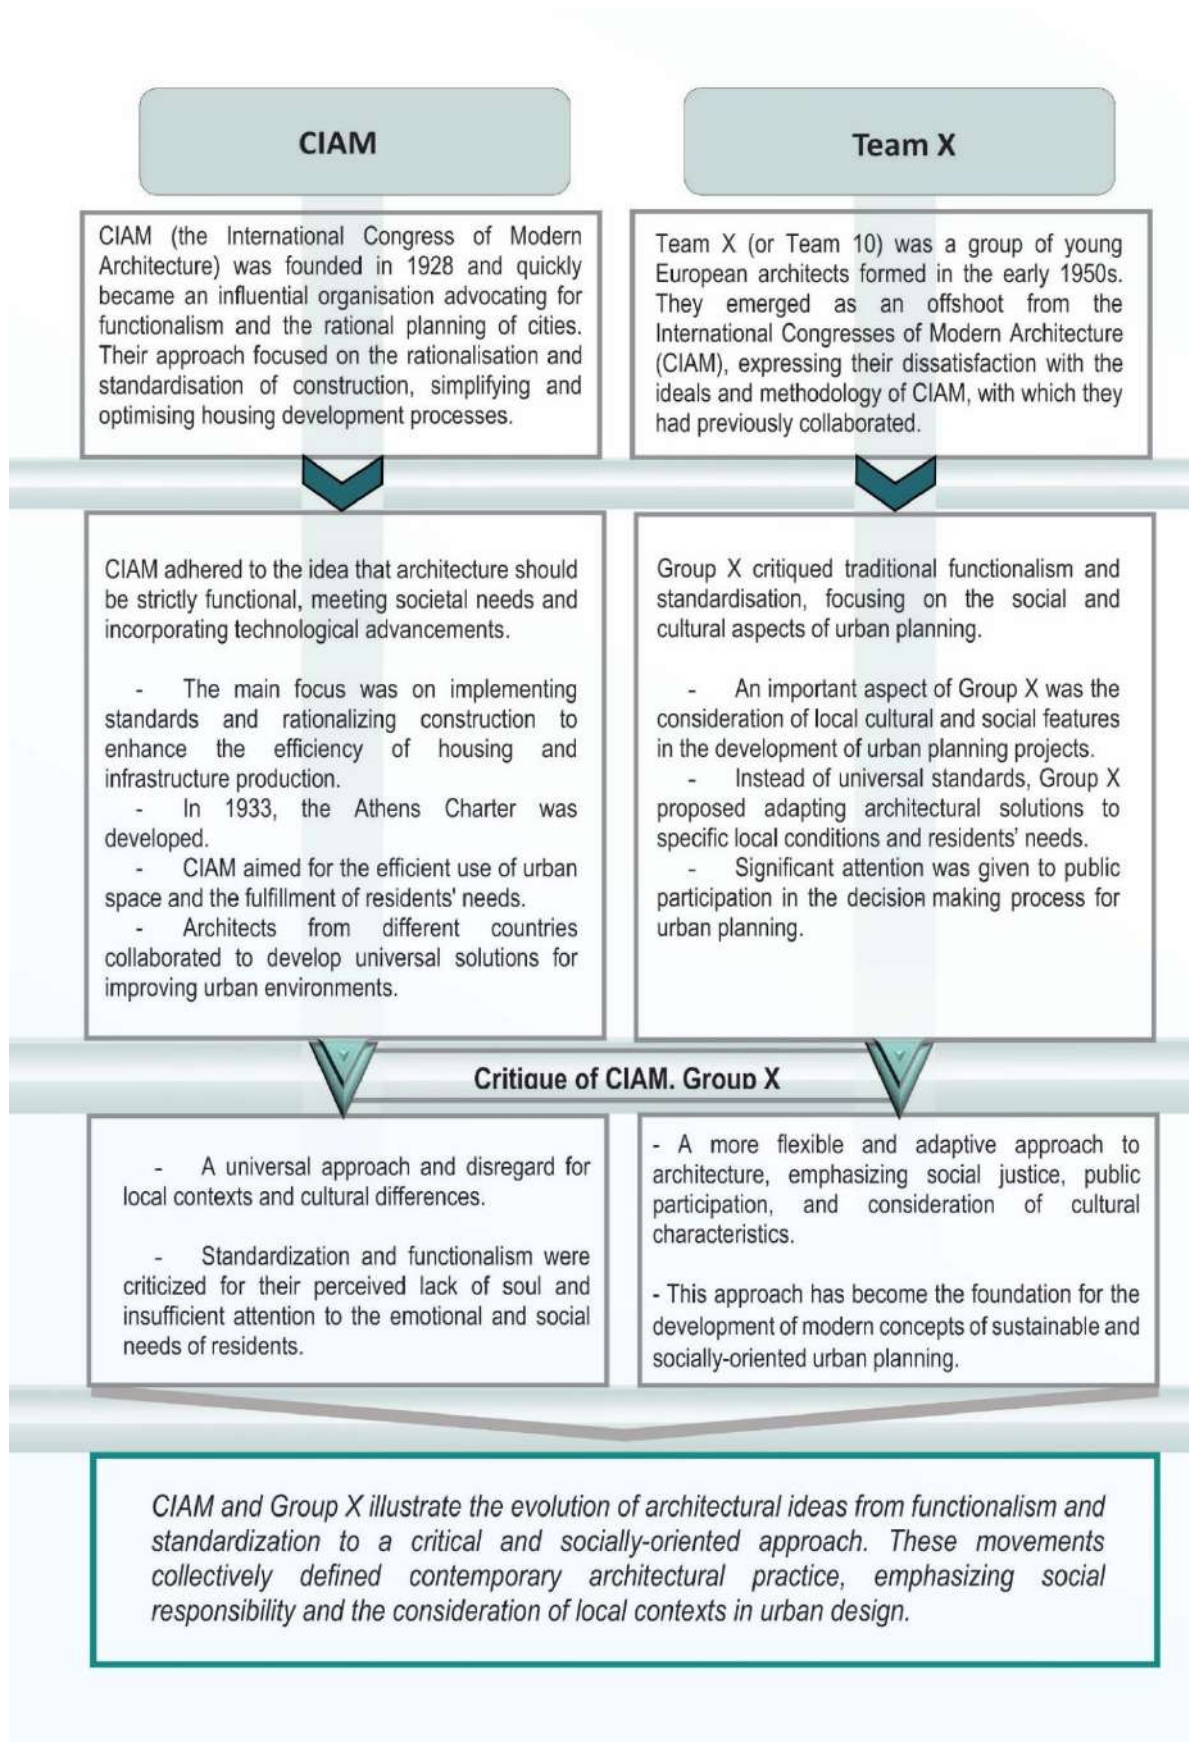 CIAM
CIAM (the International Congress of Modern
Architecture) was founded in 1928 and quickly
became an influential organisation advocating for
functionalism and the rational planning of cities.
Their approach focused on the rationalisation and
standardisation of construction, simplifying and
optimising housing development processes.
Team X
Team X (or Team 10) was a group of young
European architects formed in the early 1950s.
They emerged as an offshoot from the
International Congresses of Modern Architecture
(CIAM), expressing their dissatisfaction with the
ideals and methodology of CIAM, with which they
had previously collaborated.
CIAM adhered to the idea that architecture should
be strictly functional, meeting societal needs and
incorporating technological advancements.
- The main focus was on implementing
standards and rationalizing construction to
enhance the efficiency of housing and
infrastructure production.
- In 1933, the Athens Charter was
developed.
- CIAM aimed for the efficient use of urban
space and the fulfillment of residents' needs.
- Architects from different countries
collaborated to develop universal solutions for
improving urban environments.
Group X critiqued traditional functionalism and
standardisation, focusing on the social and
cultural aspects of urban planning.
- An important aspect of Group X was the
consideration of local cultural and social features
in the development of urban planning projects.
- Instead of universal standards, Group X
proposed adapting architectural solutions to
specific local conditions and residents' needs.
- Significant attention was given to public
participation in the decision making process for
urban planning.
Critique of CIAM. Group X
- A universal approach and disregard for
local contexts and cultural differences.
- Standardization and functionalism were
criticized for their perceived lack of soul and
insufficient attention to the emotional and social
needs of residents.
- A more flexible and adaptive approach to
architecture, emphasizing social justice, public
participation, and consideration of cultural
characteristics.
- This approach has become the foundation for the
development of modern concepts of sustainable and
socially-oriented urban planning.
CIAM and Group X illustrate the evolution of architectural ideas from functionalism and
standardization to a critical and socially-oriented approach. These movements
collectively defined contemporary architectural practice, emphasizing social
responsibility and the consideration of local contexts in urban design.